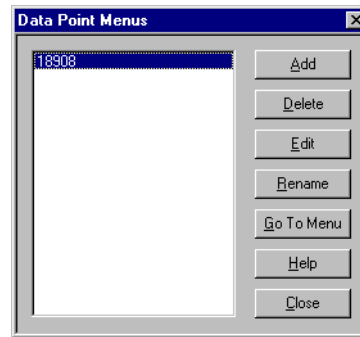 Data Point Menus
18908
Add
Delete
Edit
Rename
Go To Menu
Help
Close